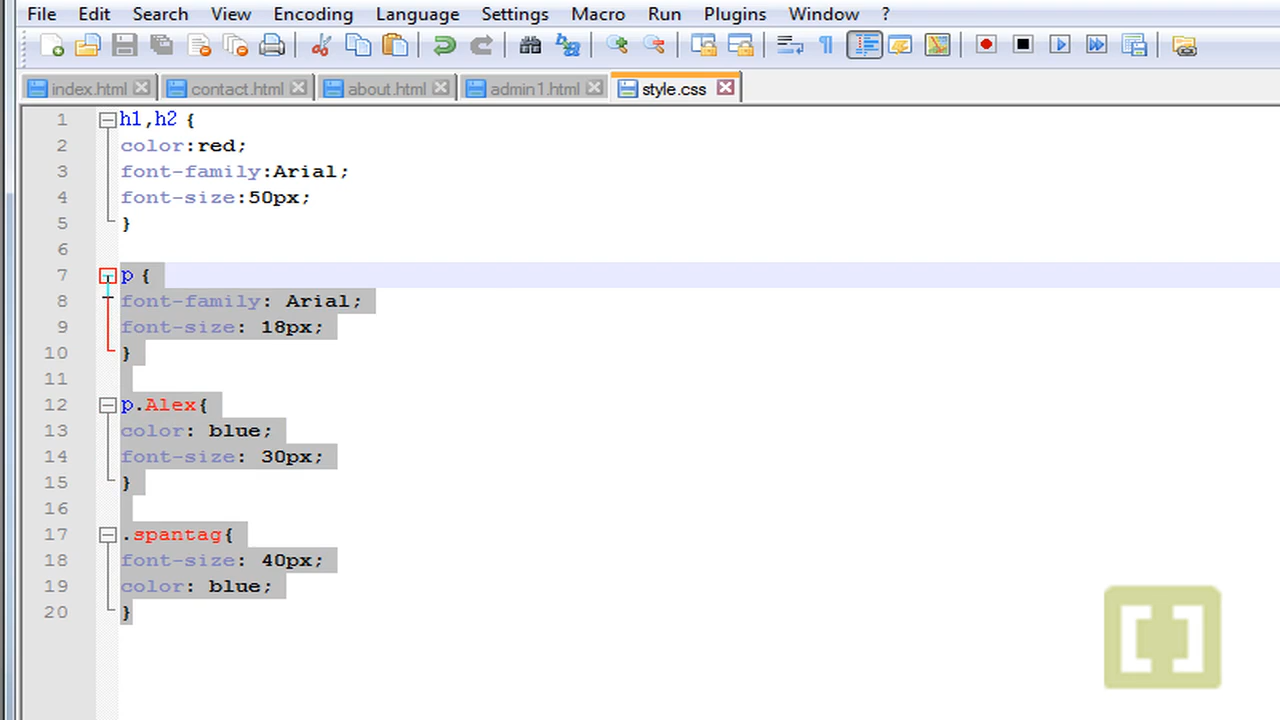 File Edit Search View Encoding Language Settings Macro Run Plugins Window ?
index.html contact.html about.html admin1.html style.css
1 h1,h2 {
2 color:red;
3 font-family:Arial;
4 font-size:50px;
5 }
6
7 p {
8 font-family: Arial;
9 font-size: 18px;
10 }
11
12 p.Alex{
13 color: blue;
14 font-size: 30px;
15 }
16
17 .spantag{
18 font-size: 40px;
19 color: blue;
20 }